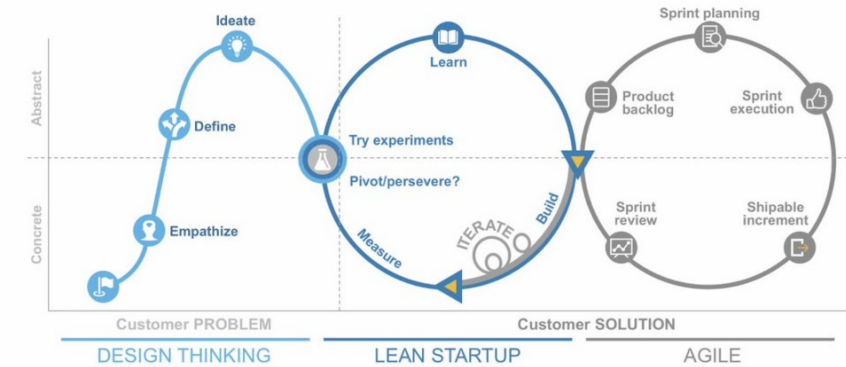 Ideate
Sprint planning
Abstract
Learn
Define
Product
backlog
Sprint
execution
Try experiments
Pivot/persevere?
Concrete
Empathize
Measure
ITERATE
Build
Sprint
review
Shipable
increment
Customer PROBLEM
Customer SOLUTION
DESIGN THINKING
LEAN STARTUP
AGILE